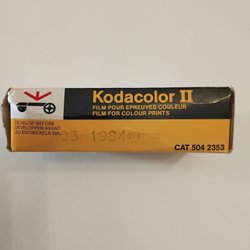 Kodacolor II
FILM POUR EPREUVES COULEUR
FILM FOR COLOUR PRINTS
DEVELOP BEFORE
DEVELOPPER AVANT
ZU ENTWICKELN BIS
03 1984
CAT 504 2353